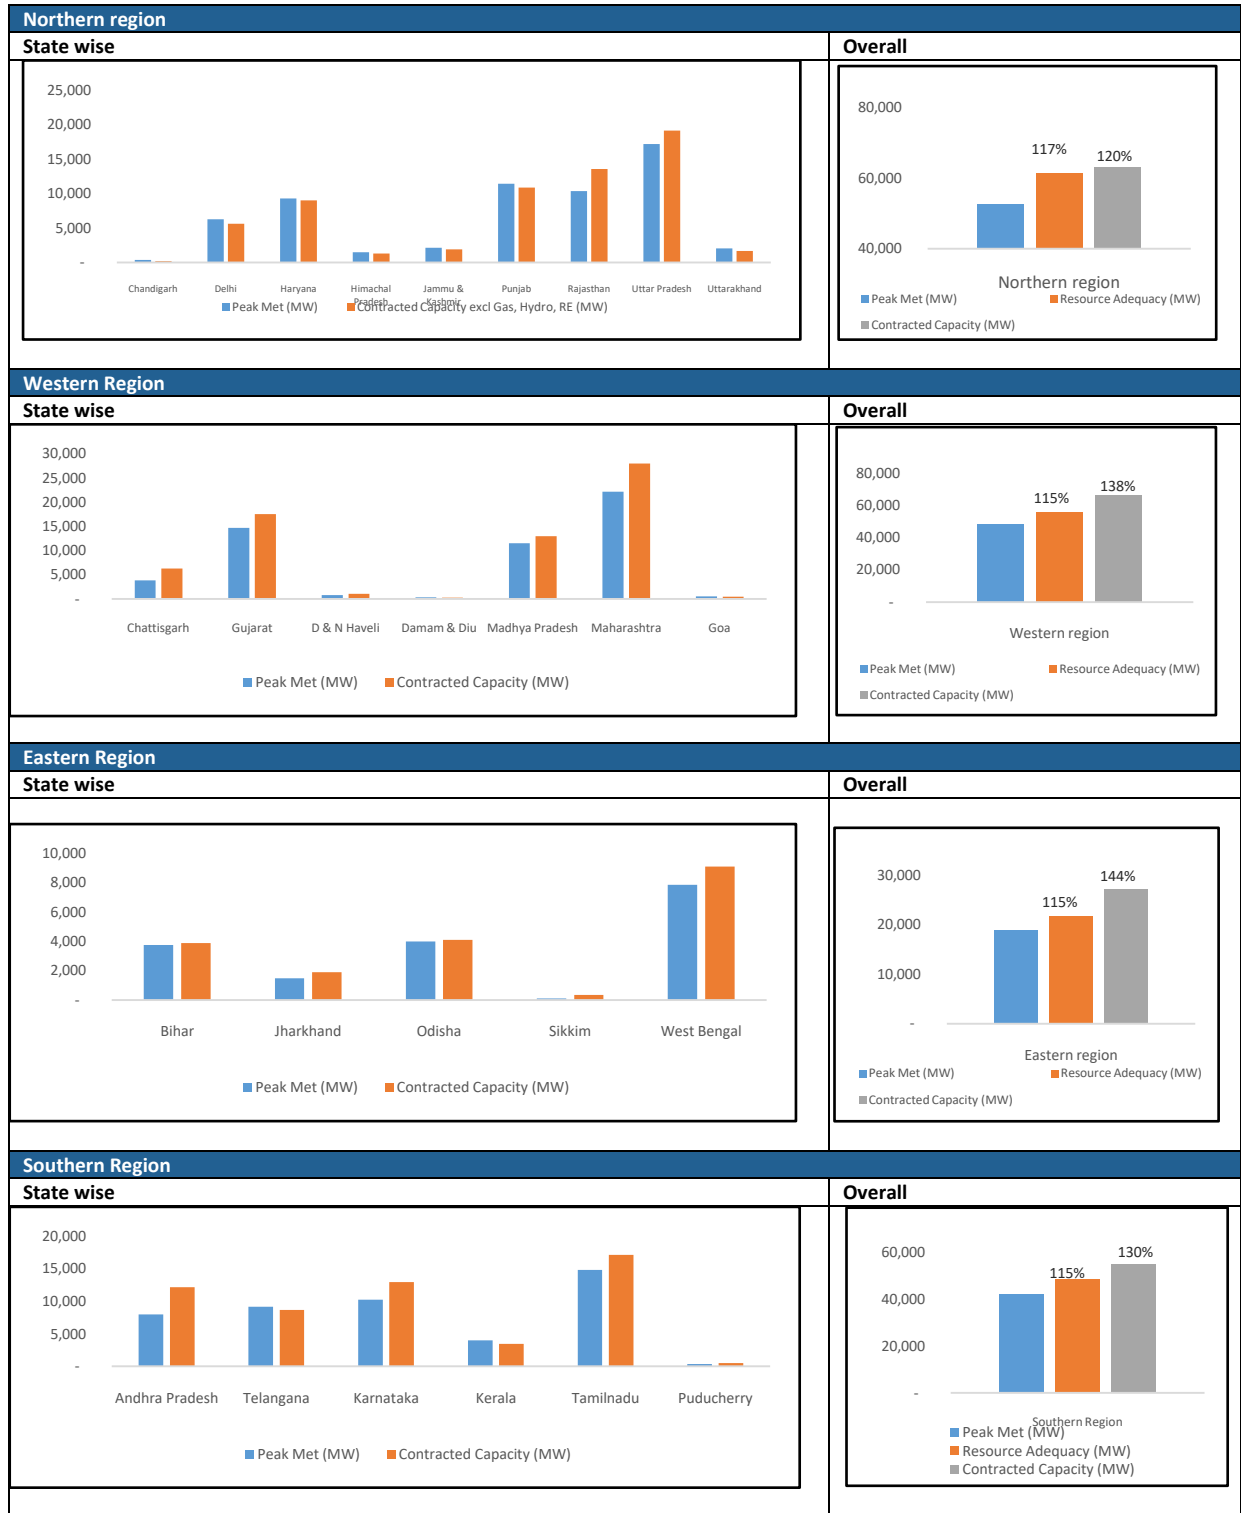 Northern region
State wise
Overall
25,000
20,000
15,000
10,000
5,000
-
Chandigarh Delhi Haryana Himachal Pradesh Jammu & Kashmir Punjab Rajasthan Uttar Pradesh Uttarakhand
Peak Met (MW) Contracted Capacity excl Gas, Hydro, RE (MW)
80,000
60,000
40,000
117%
120%
Northern region
Peak Met (MW) Resource Adequacy (MW)
Contracted Capacity (MW)
Western Region
State wise
Overall
30,000
25,000
20,000
15,000
10,000
5,000
-
Chattisgarh Gujarat D & N Haveli Damam & Diu Madhya Pradesh Maharashtra Goa
Peak Met (MW) Contracted Capacity (MW)
80,000
60,000
40,000
20,000
-
115%
138%
Western region
Peak Met (MW) Resource Adequacy (MW)
Contracted Capacity (MW)
Eastern Region
State wise
Overall
10,000
8,000
6,000
4,000
2,000
-
Bihar Jharkhand Odisha Sikkim West Bengal
Peak Met (MW) Contracted Capacity (MW)
30,000
20,000
10,000
-
115%
144%
Eastern region
Peak Met (MW) Resource Adequacy (MW)
Contracted Capacity (MW)
Southern Region
State wise
Overall
20,000
15,000
10,000
5,000
-
Andhra Pradesh Telangana Karnataka Kerala Tamilnadu Puducherry
Peak Met (MW) Contracted Capacity (MW)
60,000
40,000
20,000
-
115%
130%
Southern Region
Peak Met (MW)
Resource Adequacy (MW)
Contracted Capacity (MW)